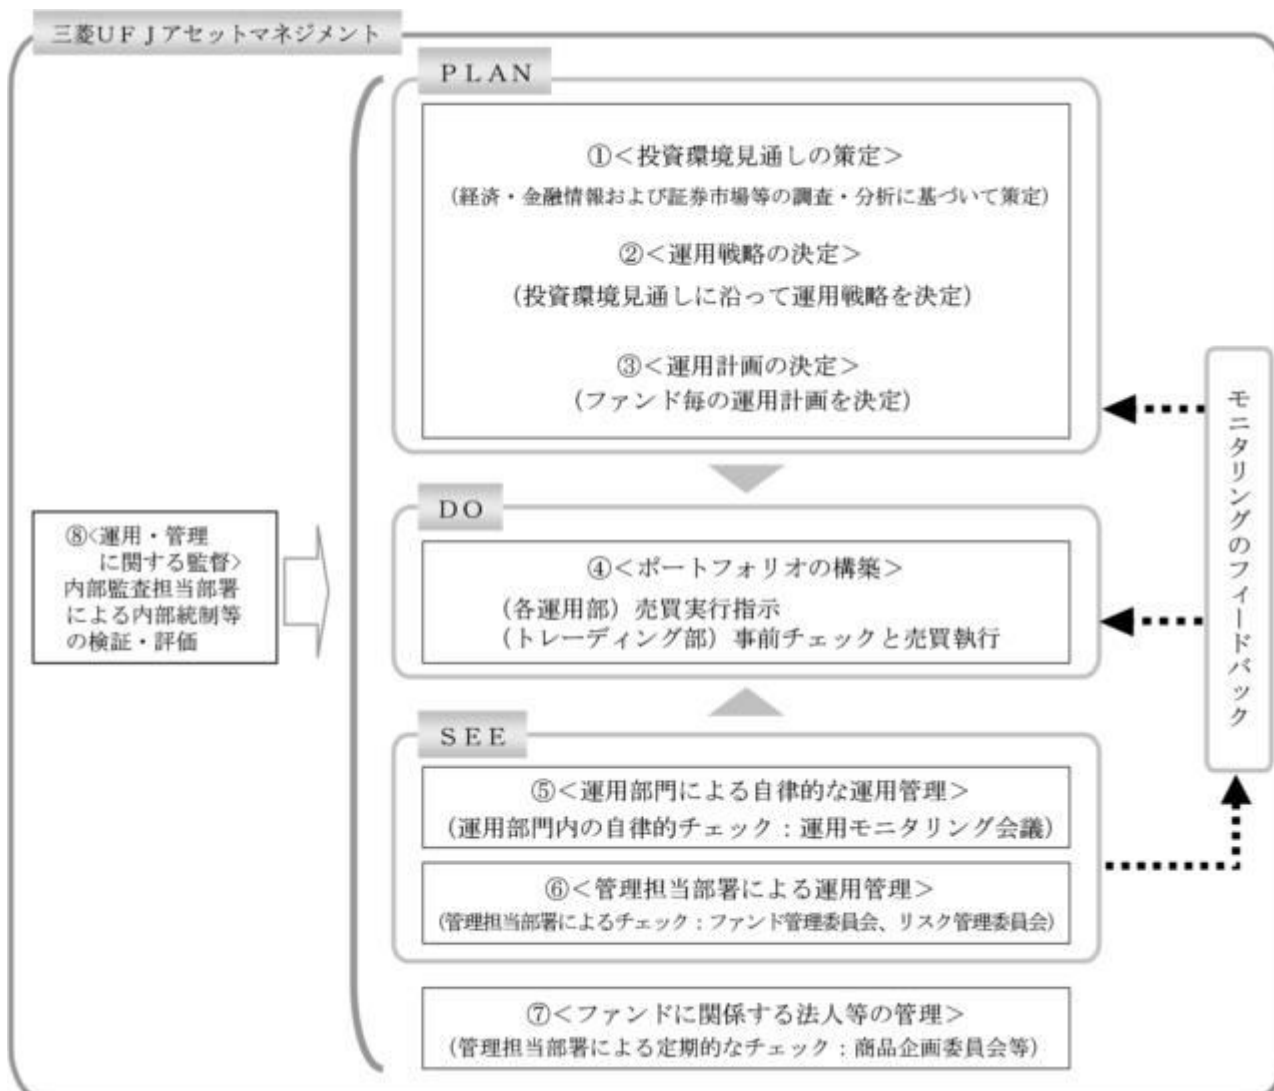 三菱ＵＦＪアセットマネジメント
ＰＬＡＮ
①＜投資環境見通しの策定＞
(経済・金融情報および証券市場等の調査・分析に基づいて策定)
②＜運用戦略の決定＞
(投資環境見通しに沿って運用戦略を決定)
③＜運用計画の決定＞
(ファンド毎の運用計画を決定)
ＤＯ
④＜ポートフォリオの構築＞
(各運用部）売買実行指示
(トレーディング部）事前チェックと売買執行
ＳＥＥ
⑤＜運用部門による自律的な運用管理＞
(運用部門内の自律的チェック：運用モニタリング会議)
⑥＜管理担当部署による運用管理＞
(管理担当部署によるチェック：ファンド管理委員会、リスク管理委員会)
⑦＜ファンドに関係する法人等の管理＞
(管理担当部署による定期的なチェック：商品企画委員会等)
⑧<運用・管理
に関する監督>
内部監査担当部署
による内部統制等
の検証・評価
モニタリングのフィードバック